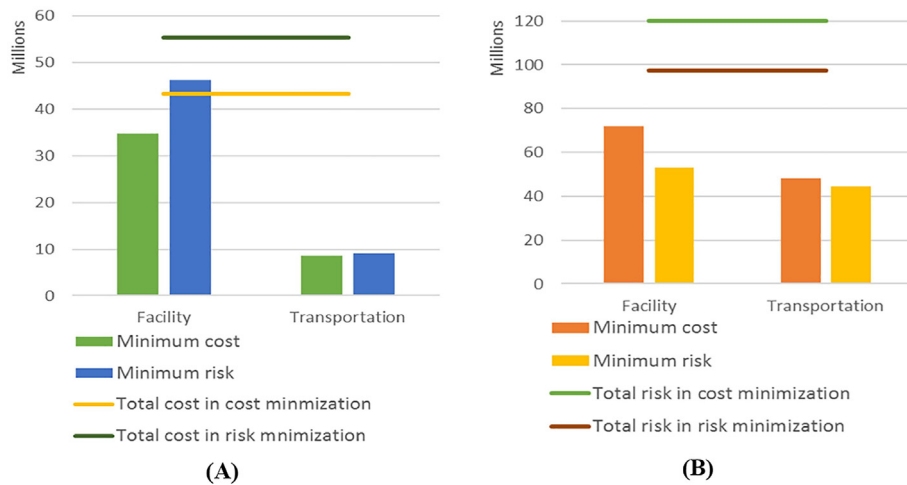 Millions
60
50
40
30
20
10
0
Facility
Transportation
Minimum cost
Minimum risk
Total cost in cost minmization
Total cost in risk mnimization
(A)
Millions
120
100
80
60
40
20
0
Facility
Transportation
Minimum cost
Minimum risk
Total risk in cost minimization
Total risk in risk minimization
(B)